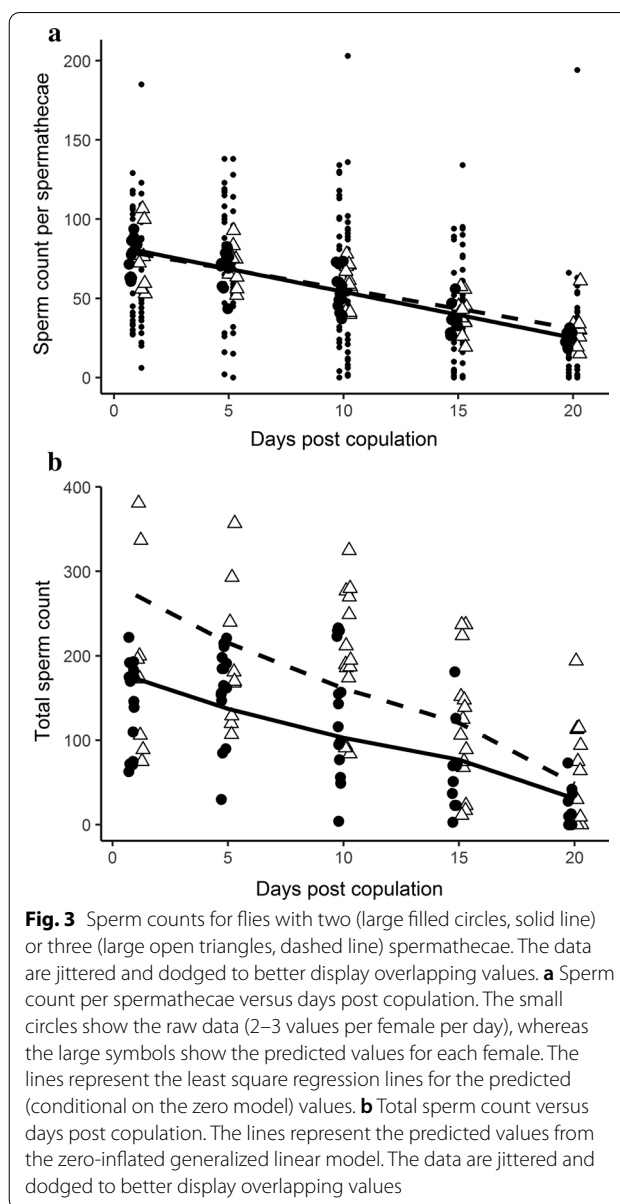 a
200
150
100
50
0
Sperm count per spermathecae
0 5 10 15 20
Days post copulation
b
400
300
200
100
0
Total sperm count
0 5 10 15 20
Days post copulation
Fig. 3 Sperm counts for flies with two (large filled circles, solid line)
or three (large open triangles, dashed line) spermathecae. The data
are jittered and dodged to better display overlapping values. a Sperm
count per spermathecae versus days post copulation. The small
circles show the raw data (2–3 values per female per day), whereas
the large symbols show the predicted values for each female. The
lines represent the least square regression lines for the predicted
(conditional on the zero model) values. b Total sperm count versus
days post copulation. The lines represent the predicted values from
the zero-inflated generalized linear model. The data are jittered and
dodged to better display overlapping values